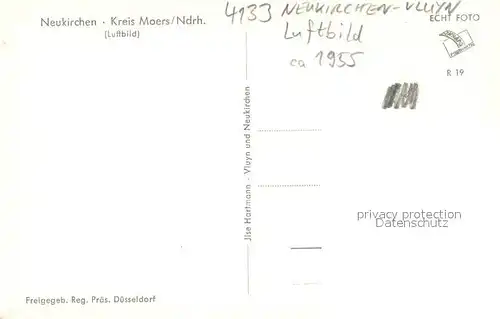 Neukirchen · Kreis Moers/Ndrh.
(Luftbild)
4133 NEUKIRCHEN-VLUYN
Luftbild
ca 1955
ECHT FOTO
R 19
Jlse Hartmann · Vluyn und Neukirchen
privacy protection
Datenschutz
Freigegeb. Reg. Präs. Düsseldorf